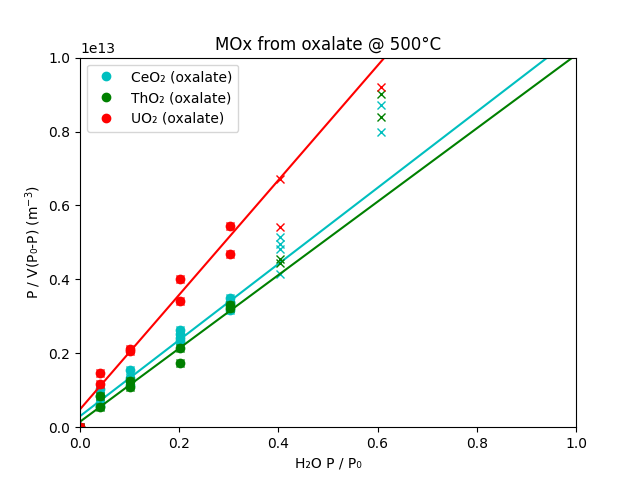 MOx from oxalate @ 500°C
1e13
1.0
0.8
0.6
0.4
0.2
0.0
P / V(P₀-P) (m⁻³)
CeO₂ (oxalate)
ThO₂ (oxalate)
UO₂ (oxalate)
0.0 0.2 0.4 0.6 0.8 1.0
H₂O P / P₀